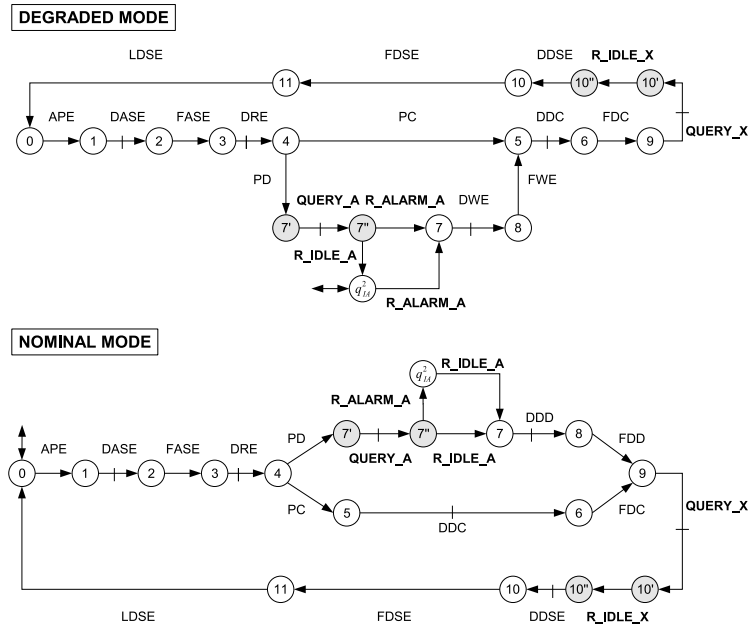 DEGRADED MODE
LDSE FDSE DDSE R_IDLE_X
11 10 10'' 10'
APE DASE FASE DRE PC DDC FDC
QUERY_X
0 1 2 3 4 5 6 9
PD FWE
QUERY_A R_ALARM_A DWE
7' 7'' 7 8
R_IDLE_A
q²_IA
R_ALARM_A
NOMINAL MODE
R_IDLE_A
q²_IA
R_ALARM_A
DDD
APE DASE FASE DRE PD 7' 7'' 7 8 FDD
QUERY_A R_IDLE_A
0 1 2 3 4 9
PC 5 6 FDC
QUERY_X
DDC
11 10 10'' 10'
LDSE FDSE DDSE R_IDLE_X